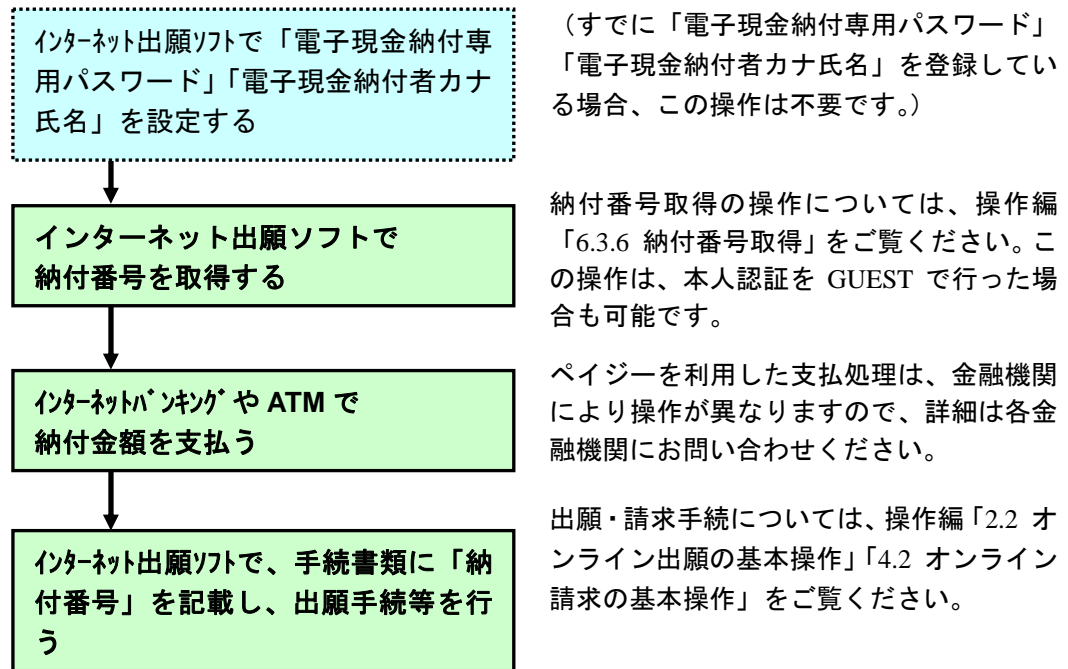 ｲﾝﾀｰﾈｯﾄ出願ｿﾌﾄで「電子現金納付専
用パスワード」「電子現金納付者カナ
氏名」を設定する
（すでに「電子現金納付専用パスワード」
「電子現金納付者カナ氏名」を登録してい
る場合、この操作は不要です。）
インターネット出願ソフトで
納付番号を取得する
納付番号取得の操作については、操作編
「6.3.6 納付番号取得」をご覧ください。こ
の操作は、本人認証を GUEST で行った場
合も可能です。
ｲﾝﾀｰﾈｯﾄﾊﾞﾝｷﾝｸﾞや ATM で
納付金額を支払う
ペイジーを利用した支払処理は、金融機関
により操作が異なりますので、詳細は各金
融機関にお問い合わせください。
ｲﾝﾀｰﾈｯﾄ出願ｿﾌﾄで、手続書類に「納
付番号」を記載し、出願手続等を行
う
出願・請求手続については、操作編「2.2 オ
ンライン出願の基本操作」「4.2 オンライン
請求の基本操作」をご覧ください。